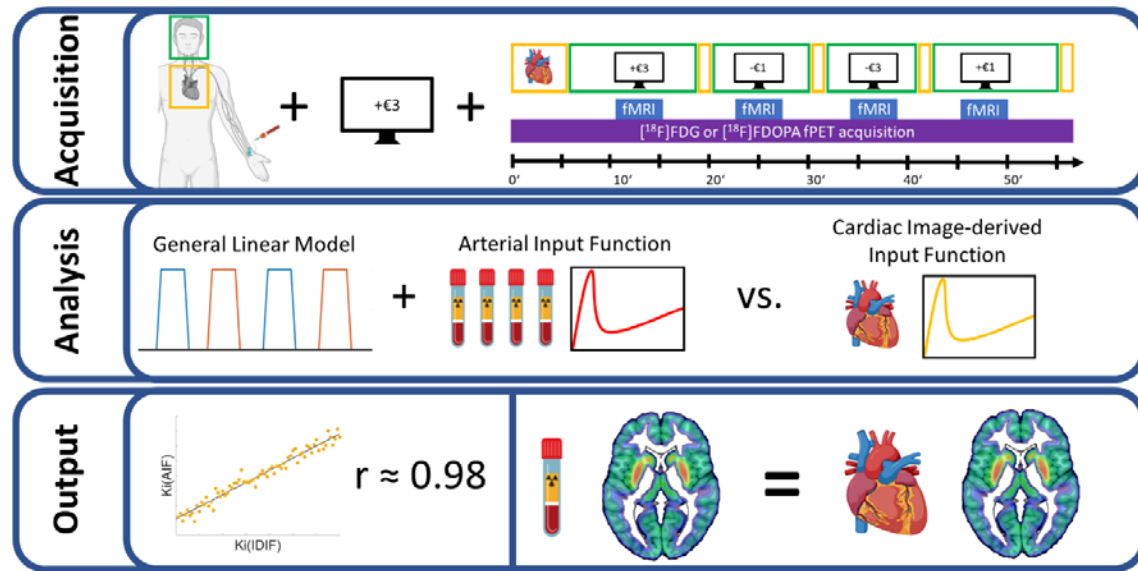 Acquisition
+€3
+€3
-€1
-€3
+€1
fMRI
fMRI
fMRI
fMRI
[¹⁸F]FDG or [¹⁸F]FDOPA fPET acquisition
0'
10'
20'
30'
40'
50'
Analysis
General Linear Model
Arterial Input Function
vs.
Cardiac Image-derived
Input Function
Output
Ki(AIF)
Ki(IDIF)
r ≈ 0.98
=